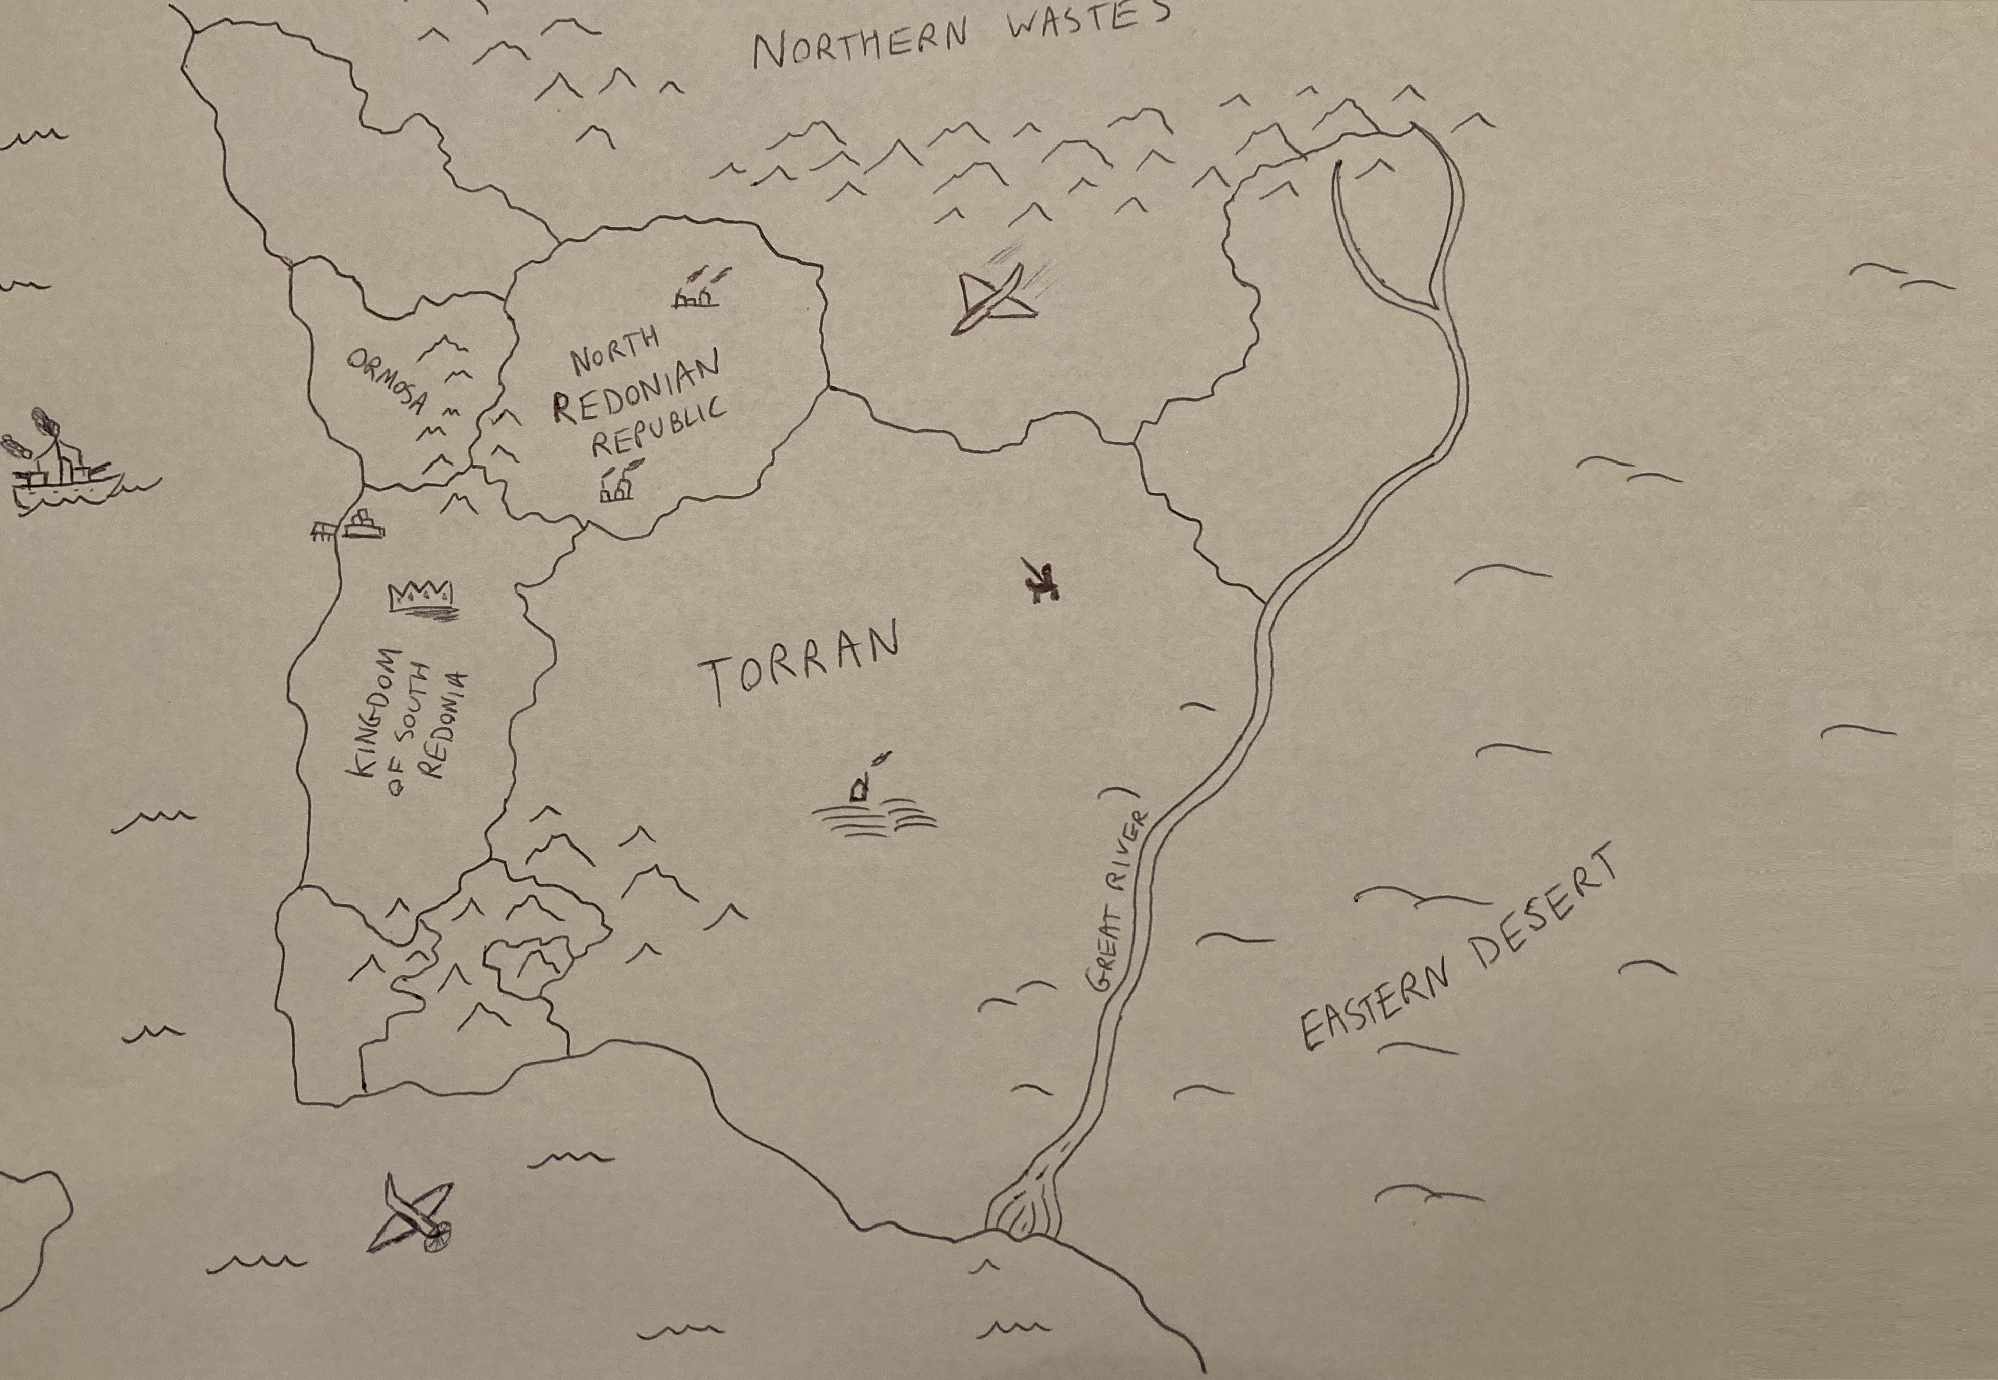 NORTHERN WASTES
ORMOSA
NORTH
REDONIAN
REPUBLIC
KINGDOM
OF SOUTH
REDONIA
TORRAN
GREAT RIVER
EASTERN DESERT